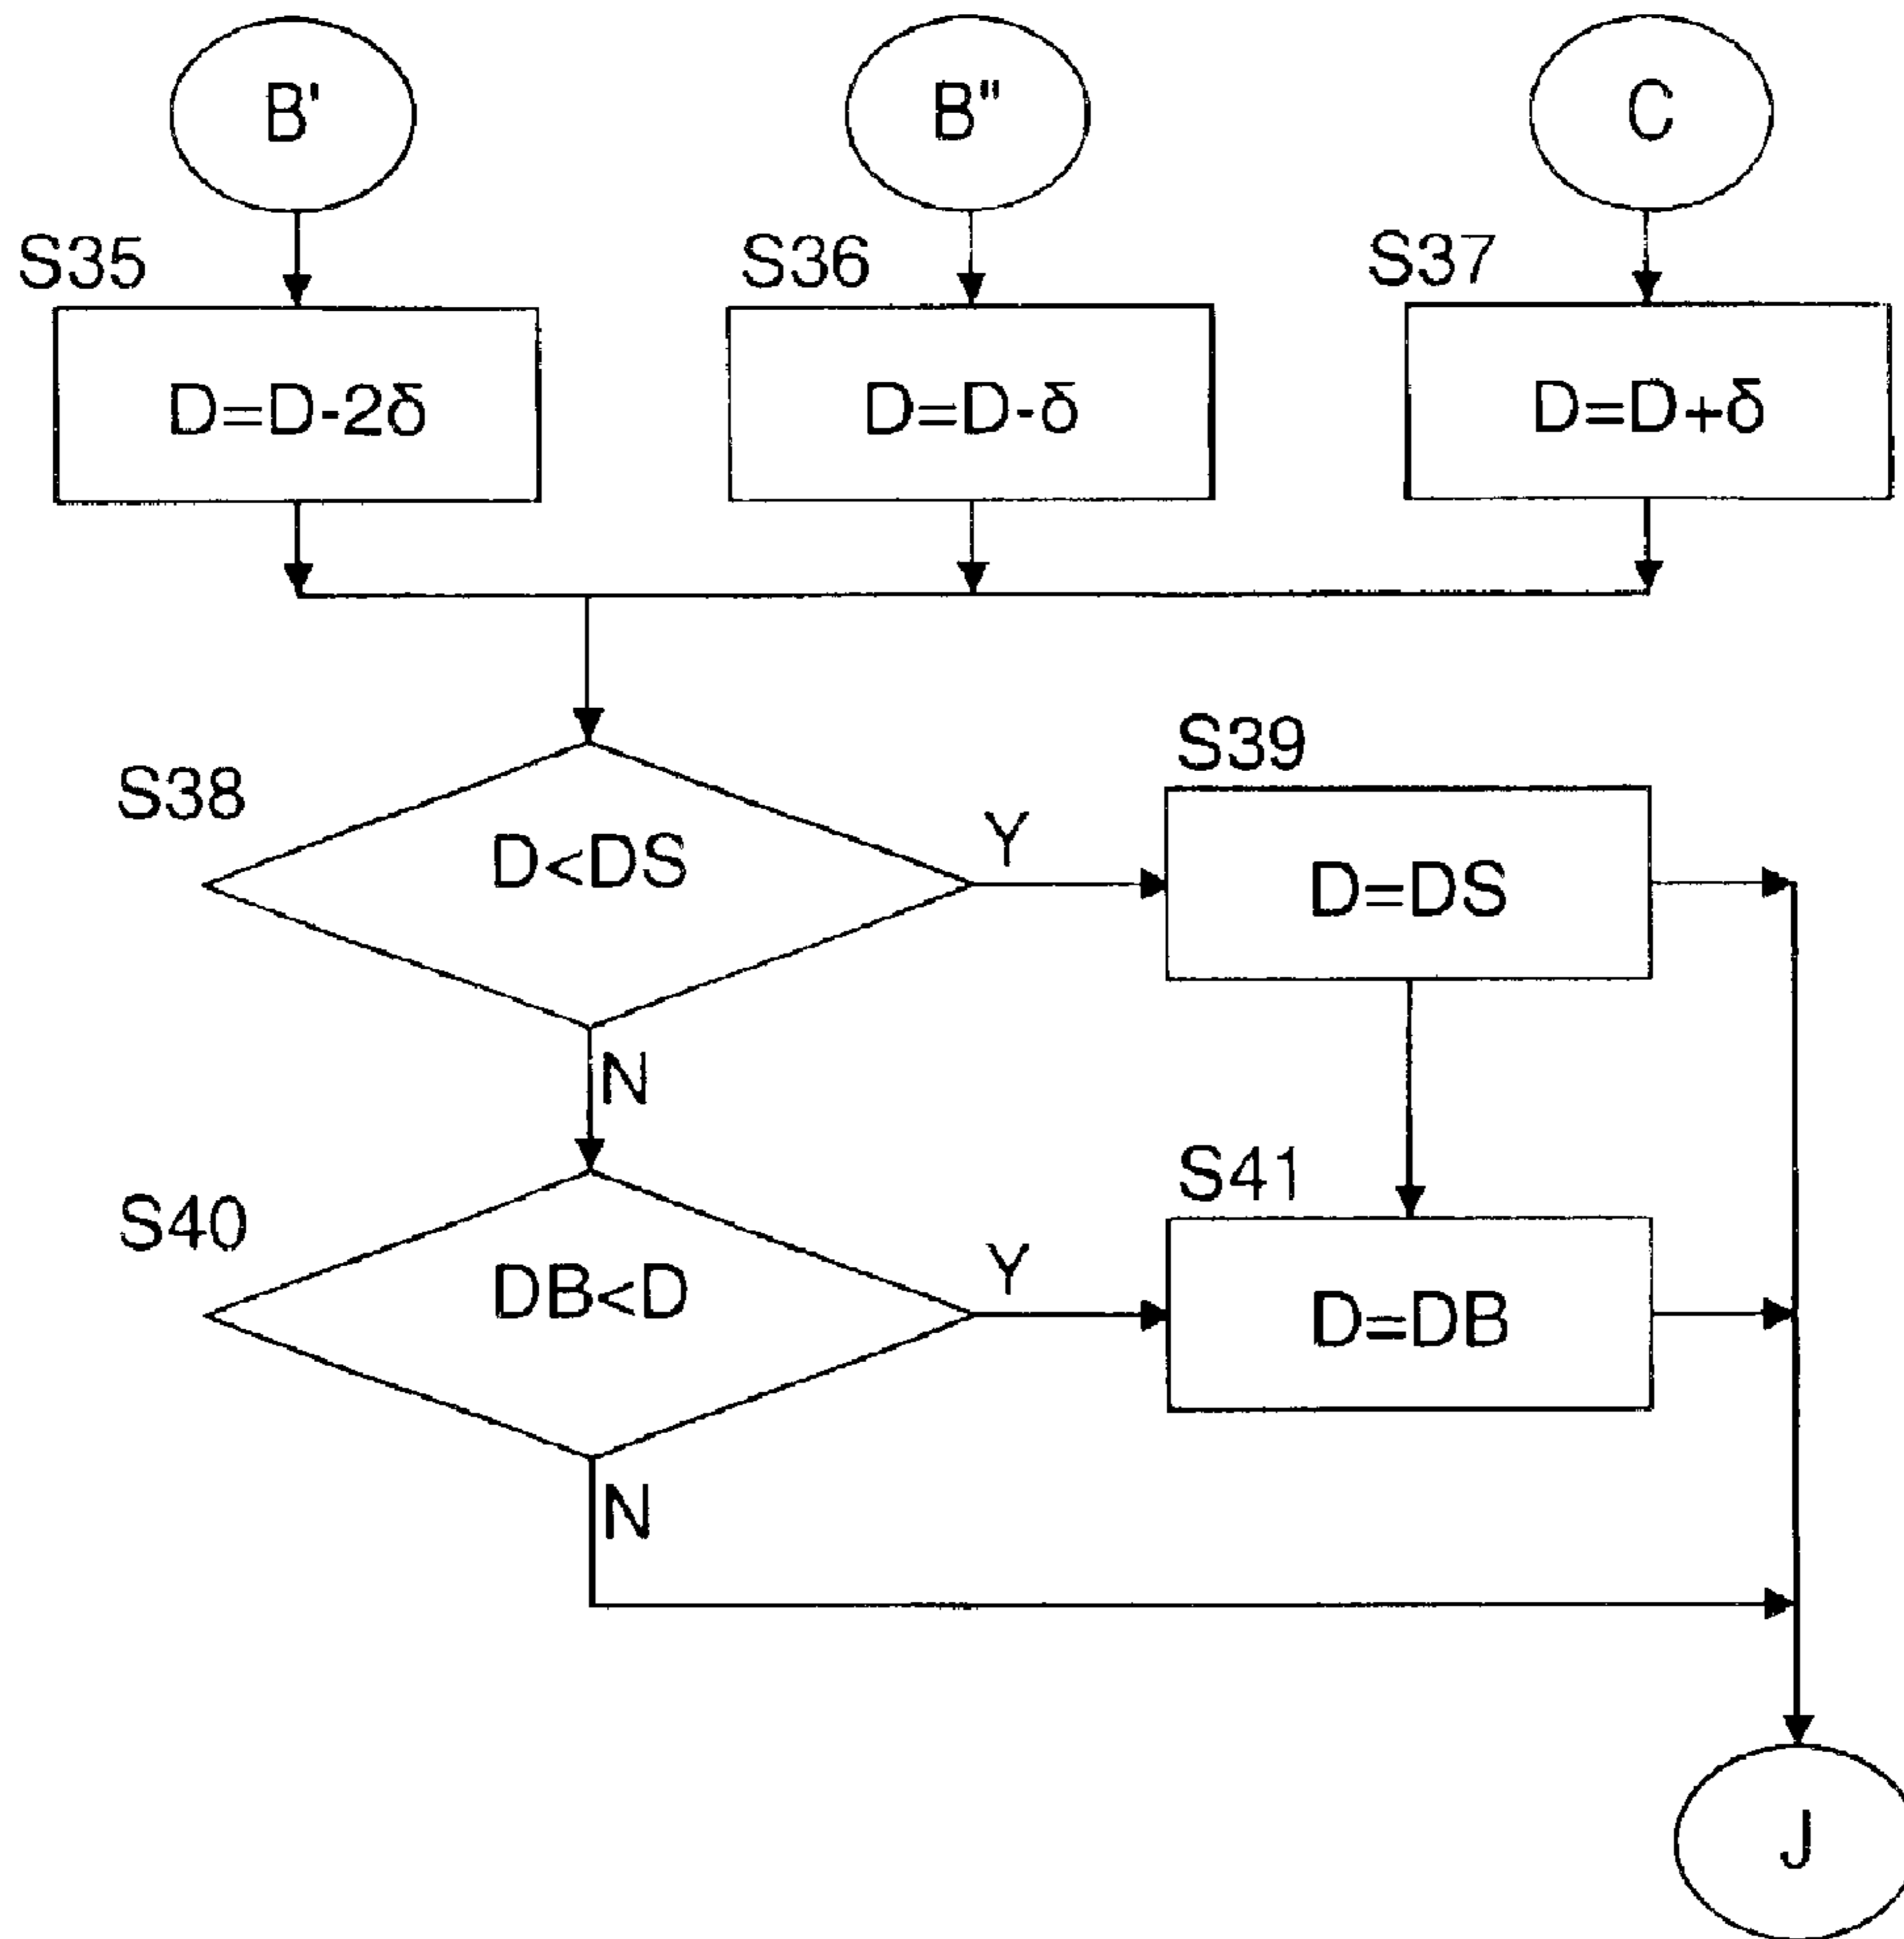 B'
B"
C
S35
S36
S37
D=D-2δ
D=D-δ
D=D+δ
S38
D<DS
Y
S39
D=DS
N
S40
DB<D
Y
S41
D=DB
N
J